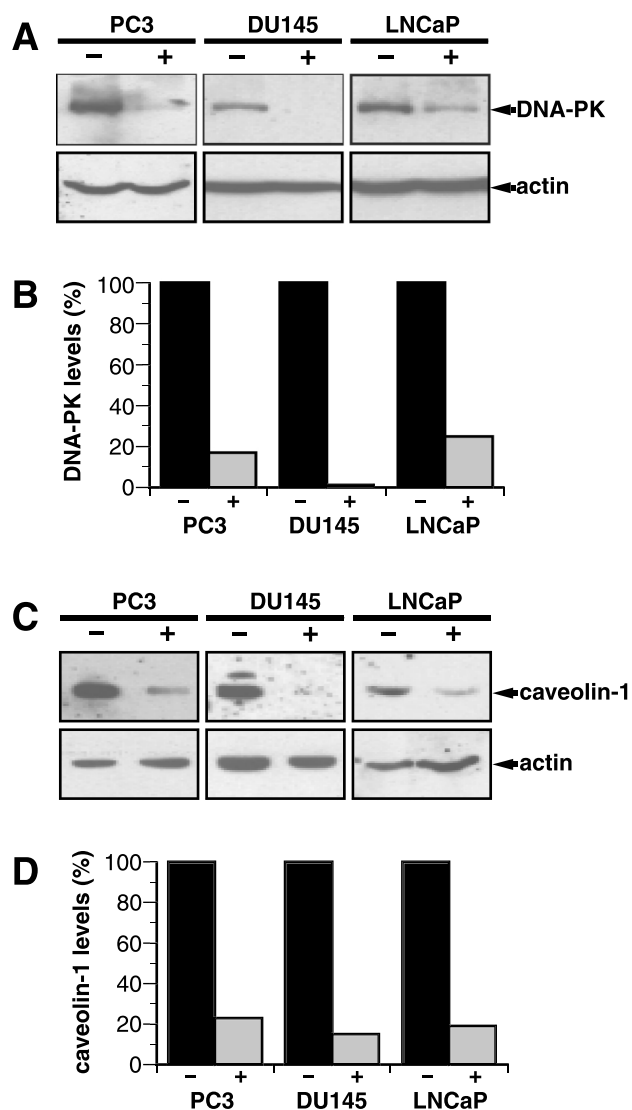 A
PC3 DU145 LNCaP
− + − + − +
DNA-PK
actin
B
DNA-PK levels (%)
100
80
60
40
20
0
− + − + − +
PC3 DU145 LNCaP
C
PC3 DU145 LNCaP
− + − + − +
caveolin-1
actin
D
caveolin-1 levels (%)
100
80
60
40
20
0
− + − + − +
PC3 DU145 LNCaP